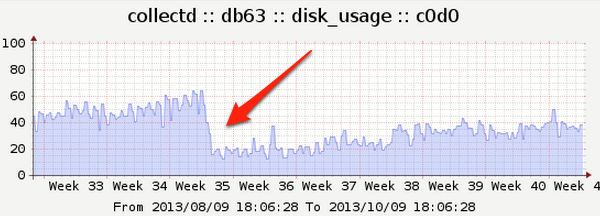 collectd :: db63 :: disk_usage :: c0d0
100
80
60
40
20
0
Week 33 Week 34 Week 35 Week 36 Week 37 Week 38 Week 39 Week 40 Week 4
From 2013/08/09 18:06:28 To 2013/10/09 18:06:28